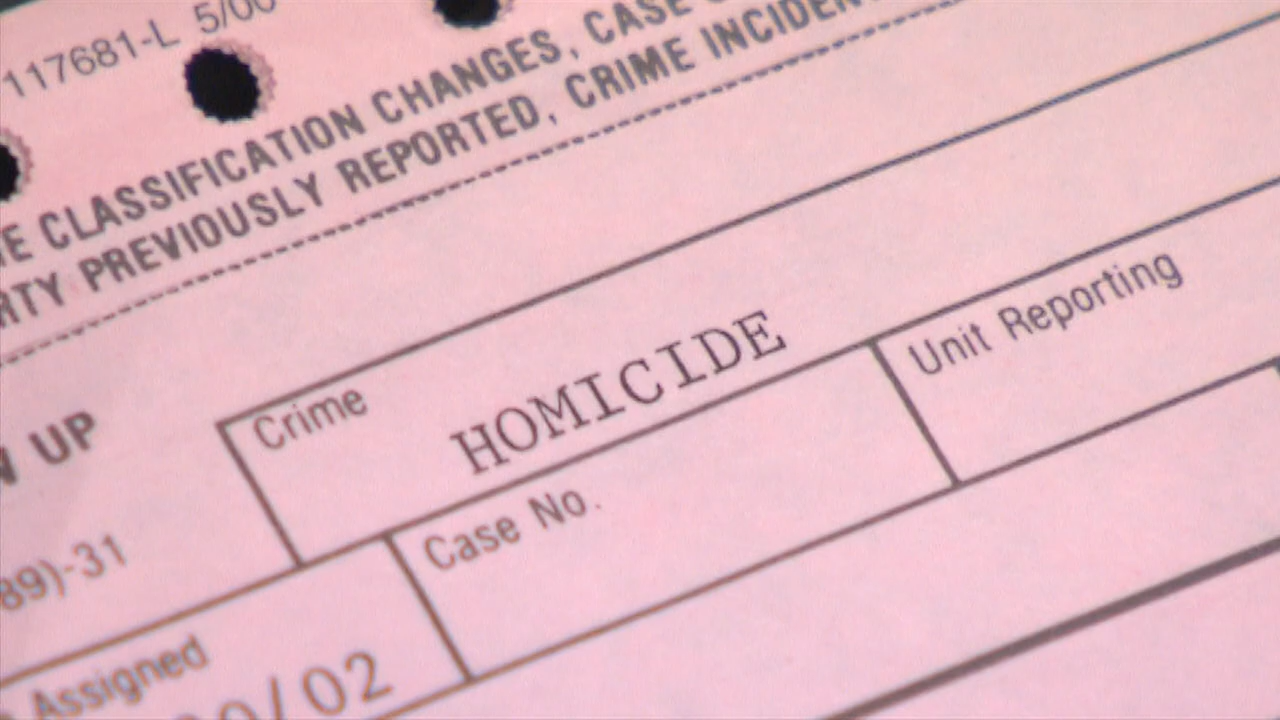 117681-L 5/00
CLASSIFICATION CHANGES, CASE
PREVIOUSLY REPORTED, CRIME INCIDEN
Crime
HOMICIDE
Unit Reporting
UP
Case No.
89)-31
Assigned
0/02